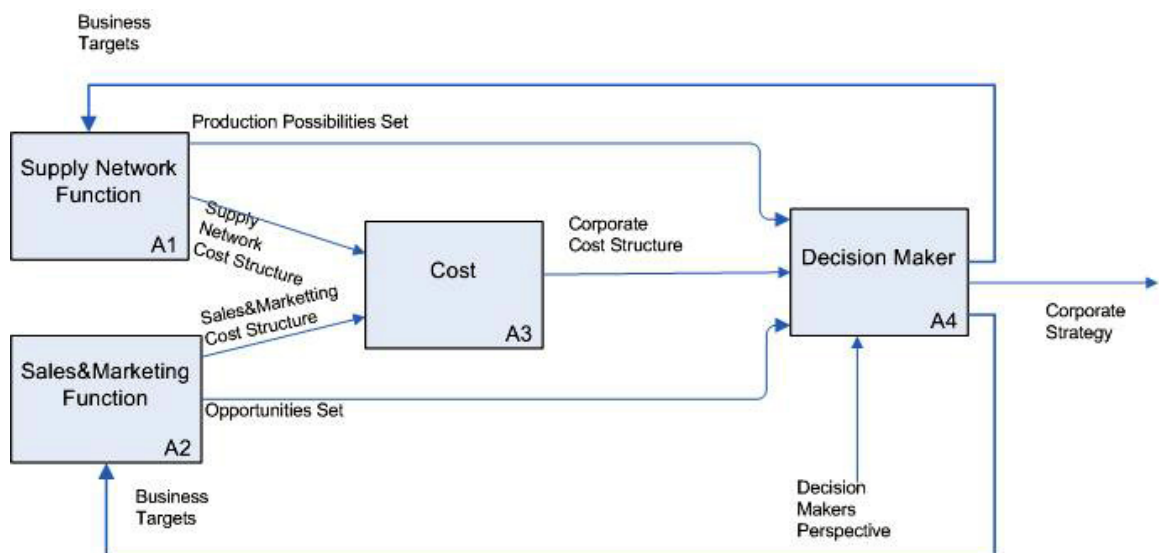 Business
Targets
Production Possibilities Set
Supply Network
Function
A1
Supply
Network
Cost Structure
Corporate
Cost Structure
Cost
A3
Decision Maker
A4
Sales&Marketting
Cost Structure
Corporate
Strategy
Sales&Marketing
Function
A2
Opportunities Set
Business
Targets
Decision
Makers
Perspective